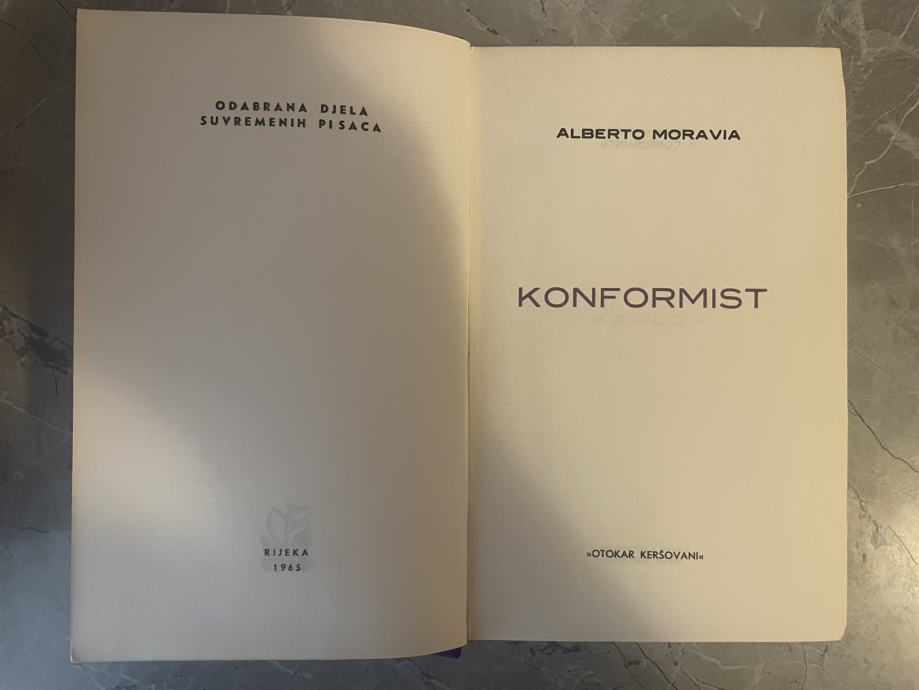 ODABRANA DJELA
SUVREMENIH PISACA
RIJEKA
1965
ALBERTO MORAVIA
KONFORMIST
»OTOKAR KERŠOVANI«